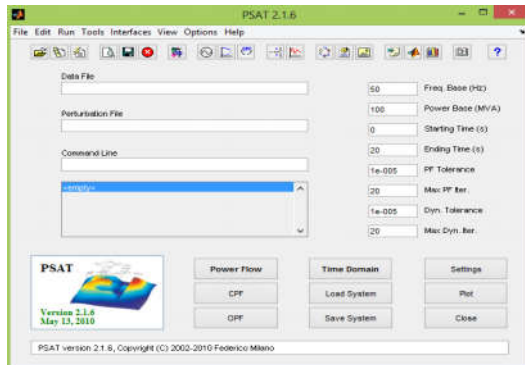 PSAT 2.1.6
File Edit Run Tools Interfaces View Options Help
Data File
50 Freq. Base (Hz)
100 Power Base (MVA)
Perturbation File
0 Starting Time (s)
20 Ending Time (s)
Command Line
1e-005 PF Tolerance
<empty>
20 Max PF Iter.
1e-005 Dyn. Tolerance
20 Max Dyn. Iter.
PSAT
Version 2.1.6
May 13, 2010
Power Flow Time Domain Settings
CPF Load System Plot
OPF Save System Close
PSAT version 2.1.6, Copyright (C) 2002-2010 Federico Milano